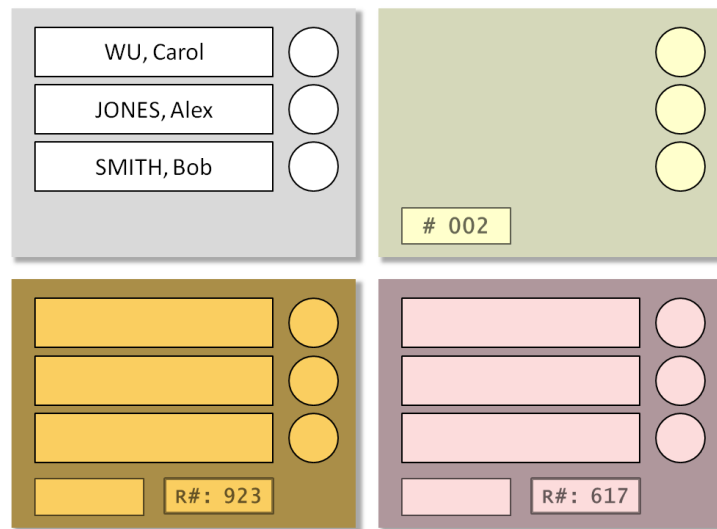 WU, Carol
JONES, Alex
SMITH, Bob
# 002
R#: 923
R#: 617